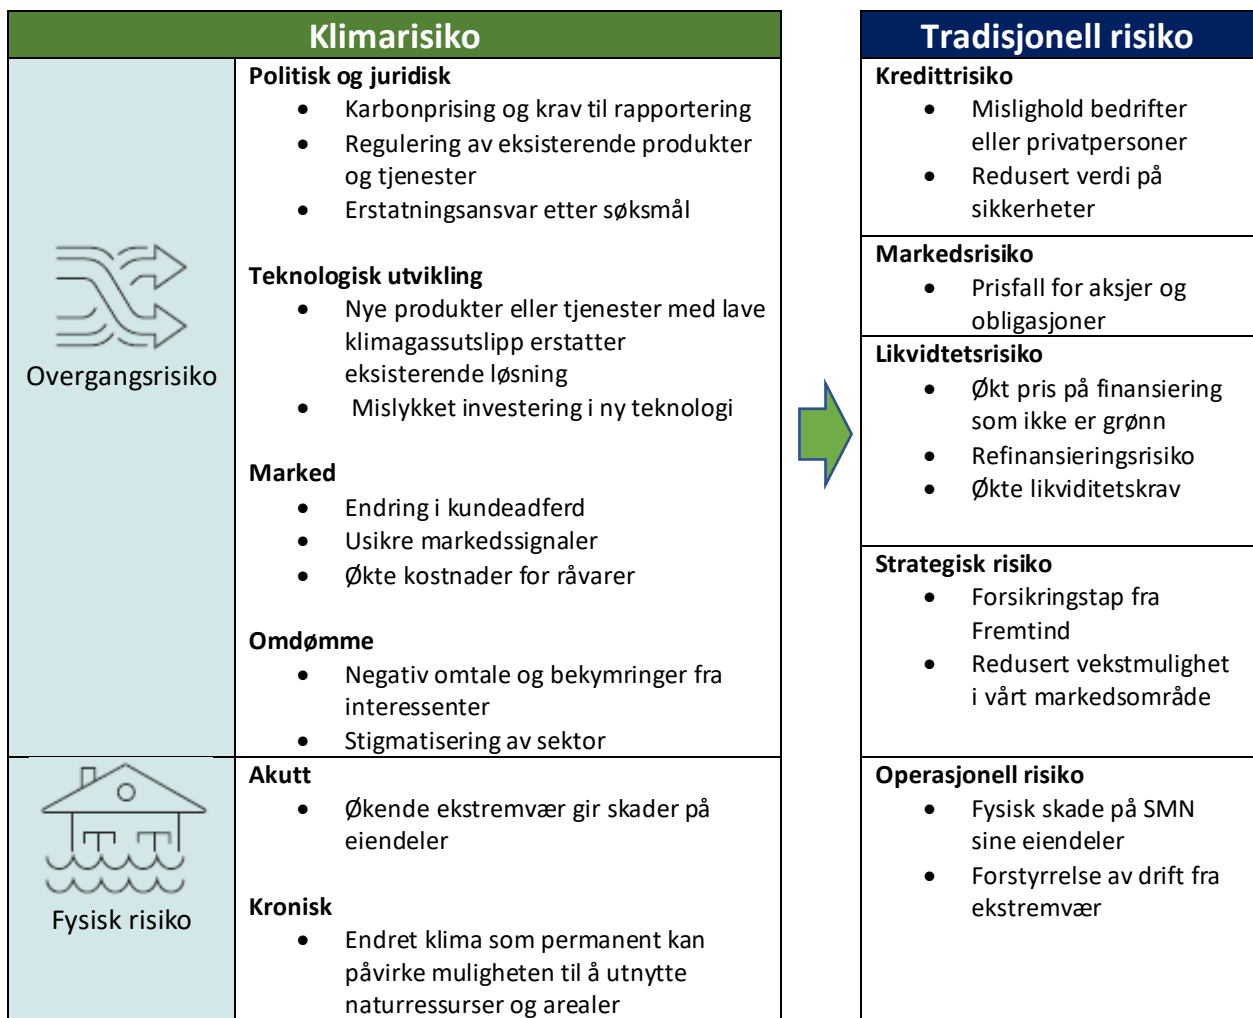 Klimarisiko
Overgangsrisiko
Politisk og juridisk
• Karbonprising og krav til rapportering
• Regulering av eksisterende produkter
og tjenester
• Erstatningsansvar etter søksmål
Teknologisk utvikling
• Nye produkter eller tjenester med lave
klimagassutslipp erstatter
eksisterende løsning
• Mislykket investering i ny teknologi
Marked
• Endring i kundeadferd
• Usikre markedssignaler
• Økte kostnader for råvarer
Omdømme
• Negativ omtale og bekymringer fra
interessenter
• Stigmatisering av sektor
Fysisk risiko
Akutt
• Økende ekstremvær gir skader på
eiendeler
Kronisk
• Endret klima som permanent kan
påvirke muligheten til å utnytte
naturressurser og arealer
Tradisjonell risiko
Kredittrisiko
• Mislighold bedrifter
eller privatpersoner
• Redusert verdi på
sikkerheter
Markedsrisiko
• Prisfall for aksjer og
obligasjoner
Likvidtetsrisiko
• Økt pris på finansiering
som ikke er grønn
• Refinansieringsrisiko
• Økte likviditetskrav
Strategisk risiko
• Forsikringstap fra
Fremtind
• Redusert vekstmulighet
i vårt markedsområde
Operasjonell risiko
• Fysisk skade på SMN
sine eiendeler
• Forstyrrelse av drift fra
ekstremvær